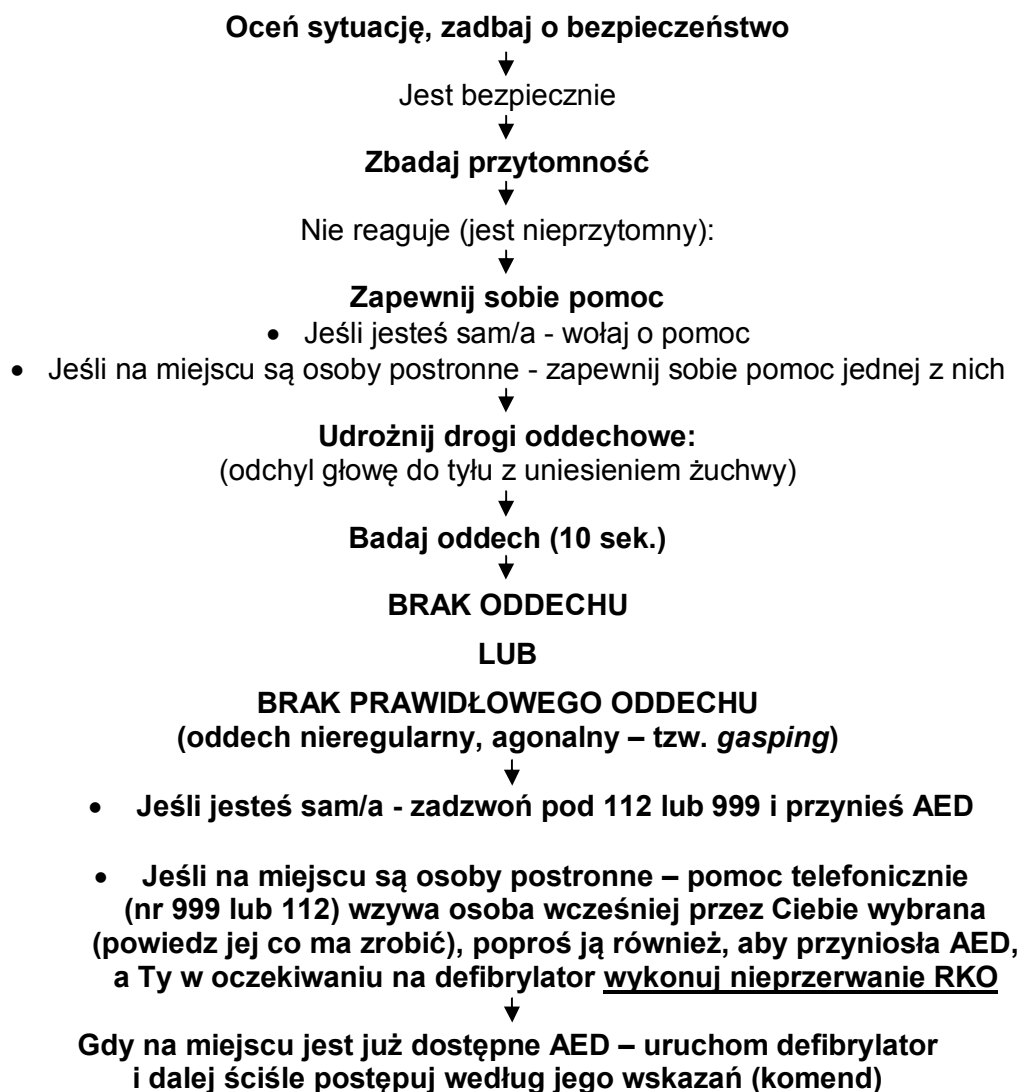 Oceń sytuację, zadbaj o bezpieczeństwo
Jest bezpiecznie
Zbadaj przytomność
Nie reaguje (jest nieprzytomny):
Zapewnij sobie pomoc
• Jeśli jesteś sam/a - wołaj o pomoc
• Jeśli na miejscu są osoby postronne - zapewnij sobie pomoc jednej z nich
Udrożnij drogi oddechowe:
(odchyl głowę do tyłu z uniesieniem żuchwy)
Badaj oddech (10 sek.)
BRAK ODDECHU
LUB
BRAK PRAWIDŁOWEGO ODDECHU
(oddech nieregularny, agonalny – tzw. gasping)
• Jeśli jesteś sam/a - zadzwoń pod 112 lub 999 i przynieś AED
• Jeśli na miejscu są osoby postronne – pomoc telefonicznie
(nr 999 lub 112) wzywa osoba wcześniej przez Ciebie wybrana
(powiedz jej co ma zrobić), poproś ją również, aby przyniosła AED,
a Ty w oczekiwaniu na defibrylator wykonuj nieprzerwanie RKO
Gdy na miejscu jest już dostępne AED – uruchom defibrylator
i dalej ściśle postępuj według jego wskazań (komend)